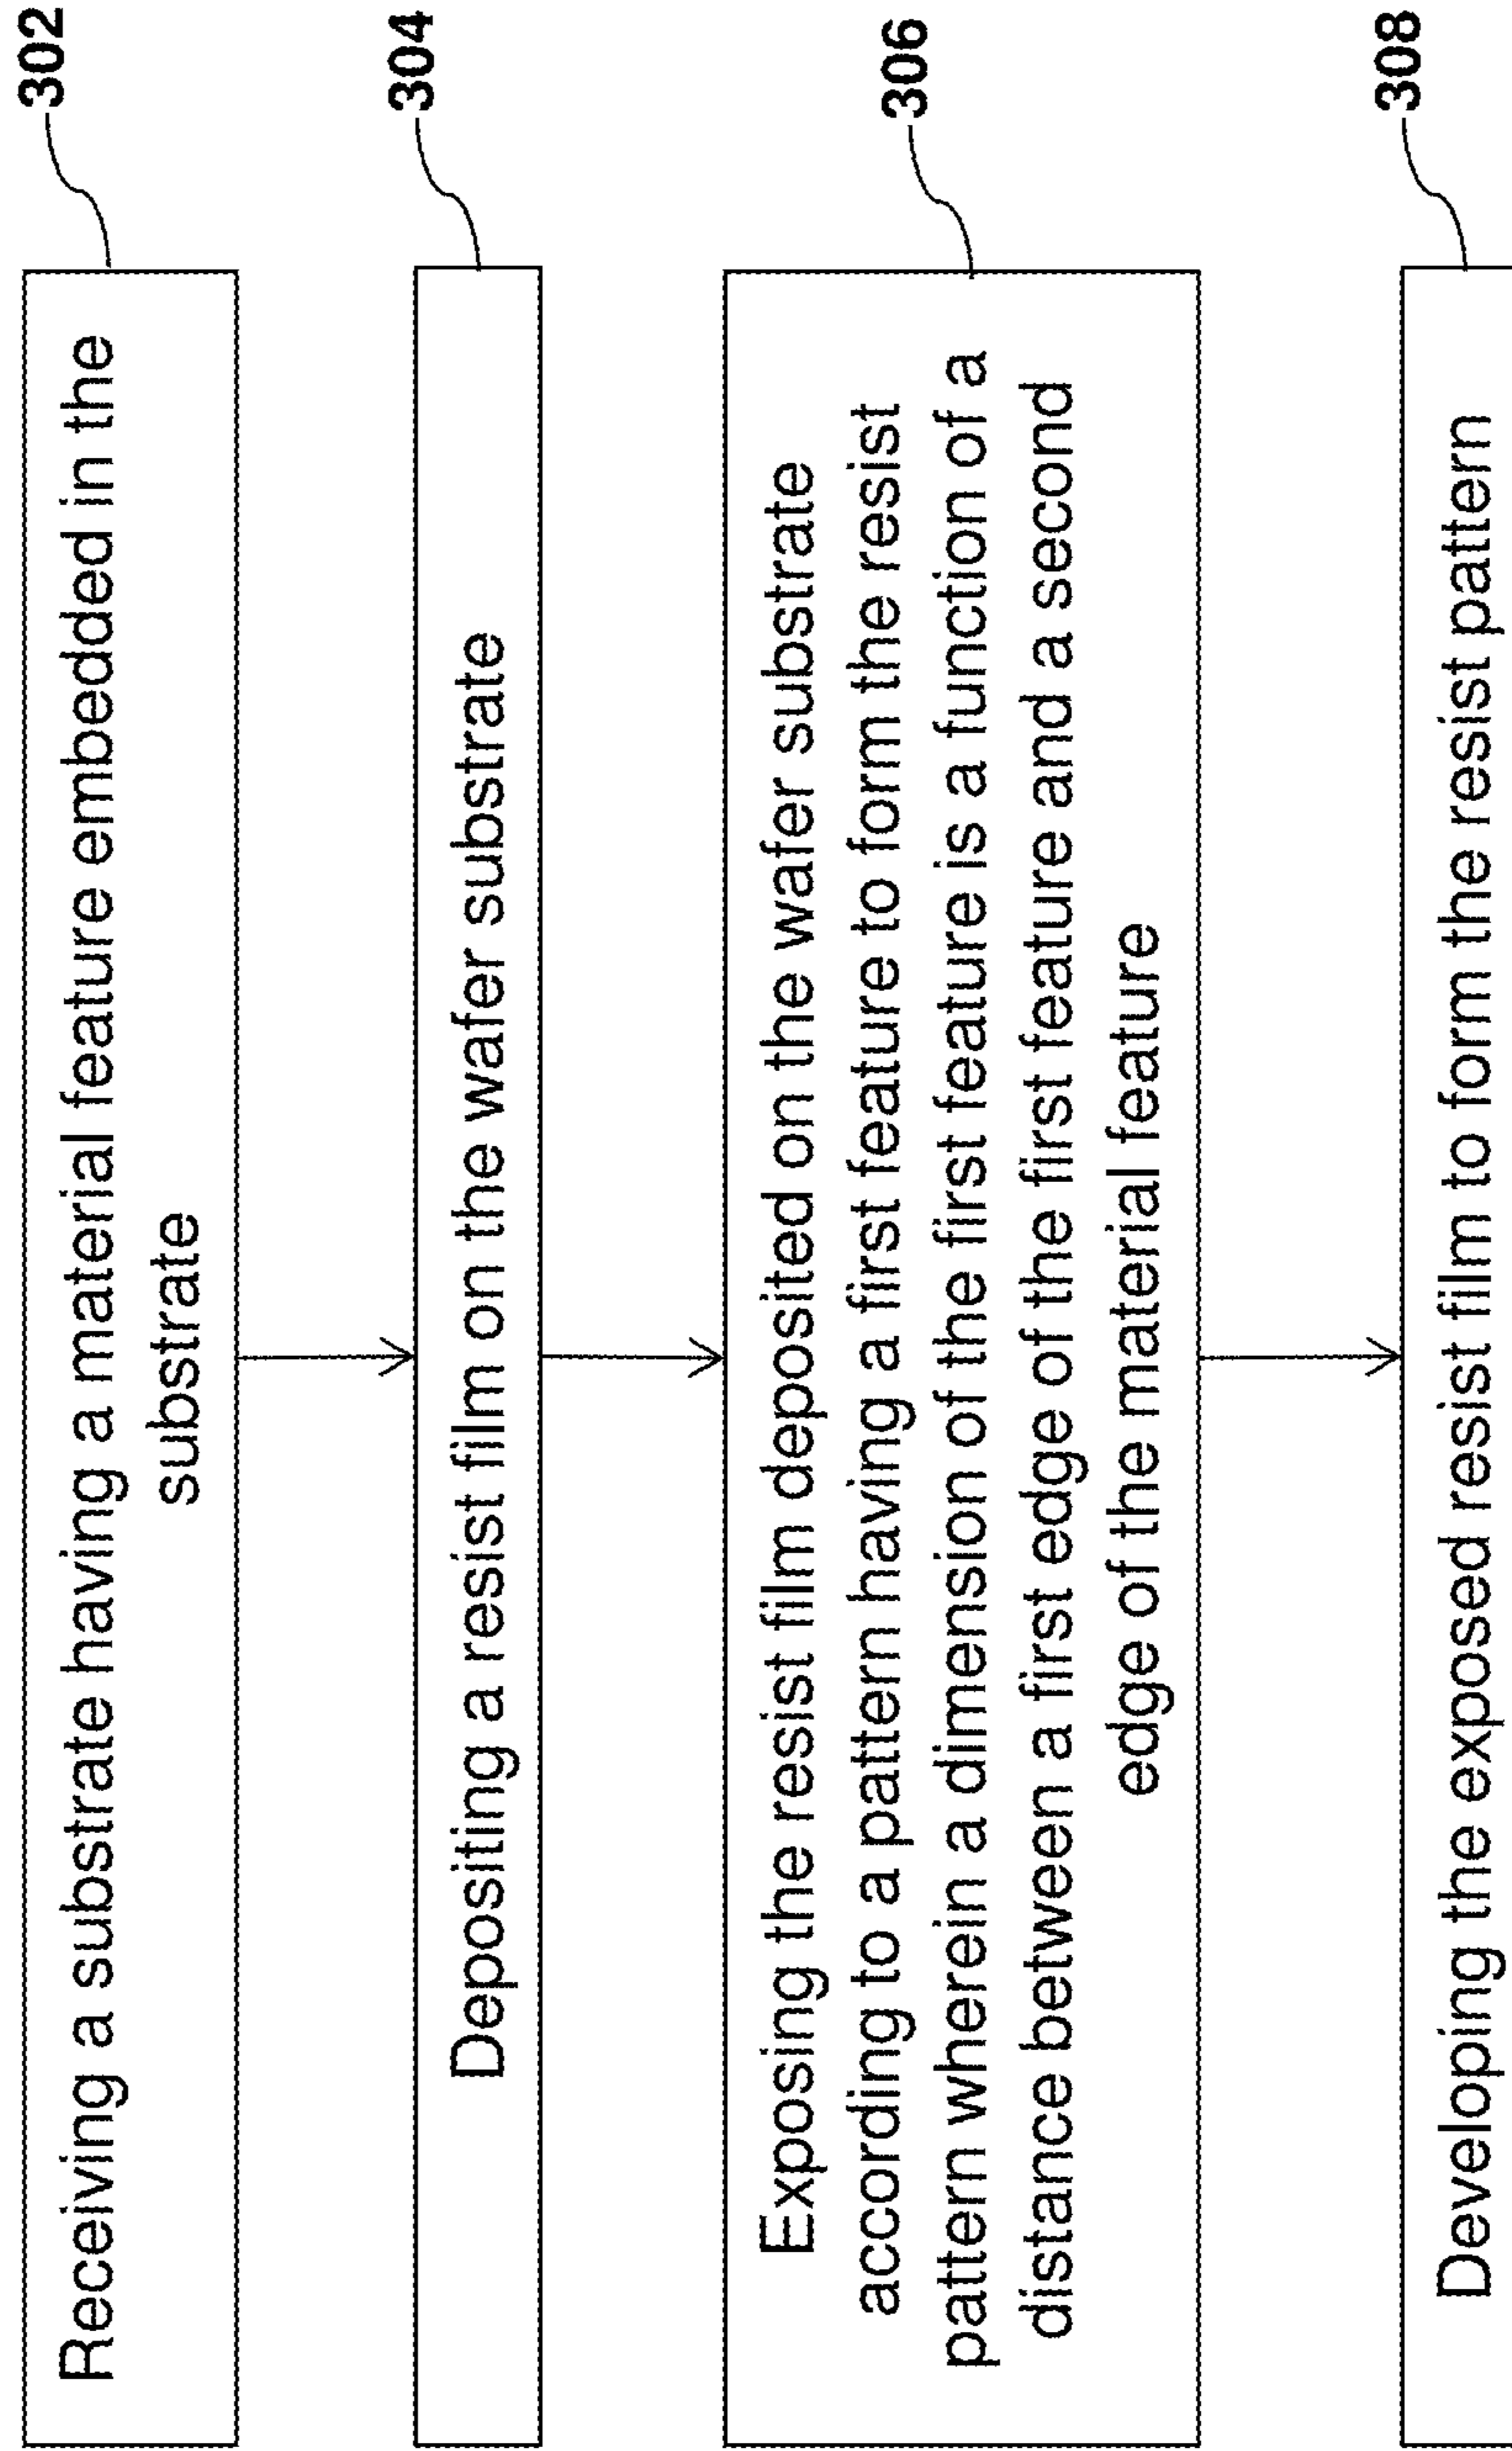 302
Receiving a substrate having a material feature embedded in the
substrate
304
Depositing a resist film on the wafer substrate
306
Exposing the resist film deposited on the wafer substrate
according to a pattern having a first feature to form the resist
pattern wherein a dimension of the first feature is a function of a
distance between a first edge of the first feature and a second
edge of the material feature
308
Developing the exposed resist film to form the resist pattern